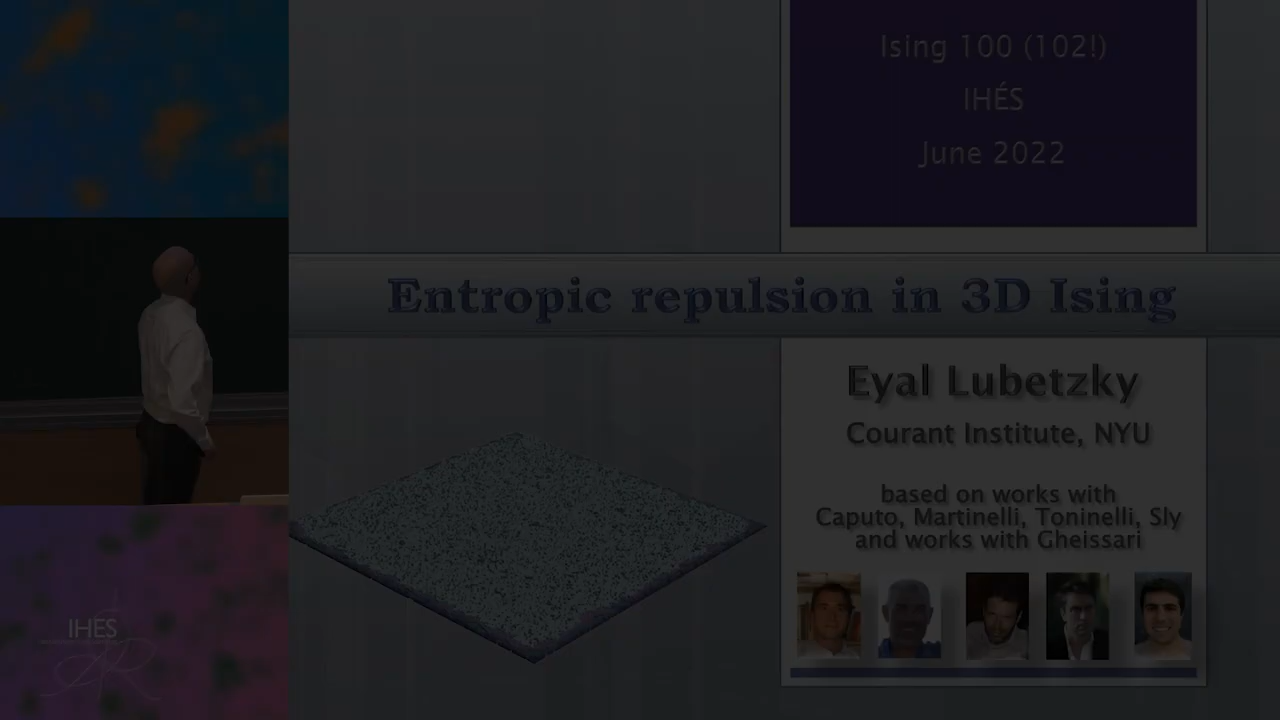 Ising 100 (102!)
IHÉS
June 2022
Entropic repulsion in 3D Ising
Eyal Lubetzky
Courant Institute, NYU
based on works with
Caputo, Martinelli, Toninelli, Sly
and works with Gheissari
IHES